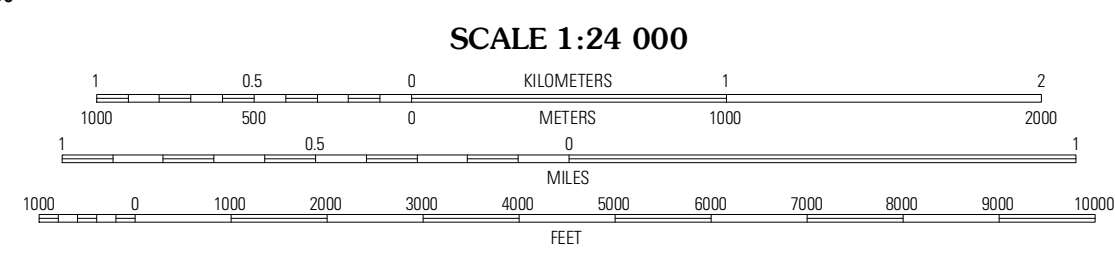 SCALE 1:24 000
1 0.5 0 KILOMETERS 1 2
1000 500 0 METERS 1000 2000
1 0.5 0 1
MILES
1000 0 1000 2000 3000 4000 5000 6000 7000 8000 9000 10000
FEET